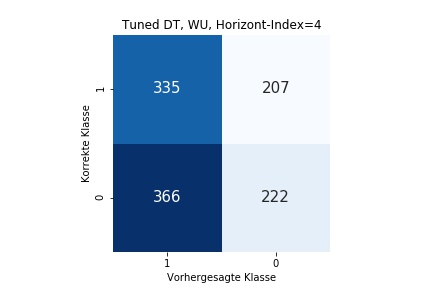 Tuned DT, WU, Horizont-Index=4
Korrekte Klasse
1
335
207
0
366
222
1
0
Vorhergesagte Klasse